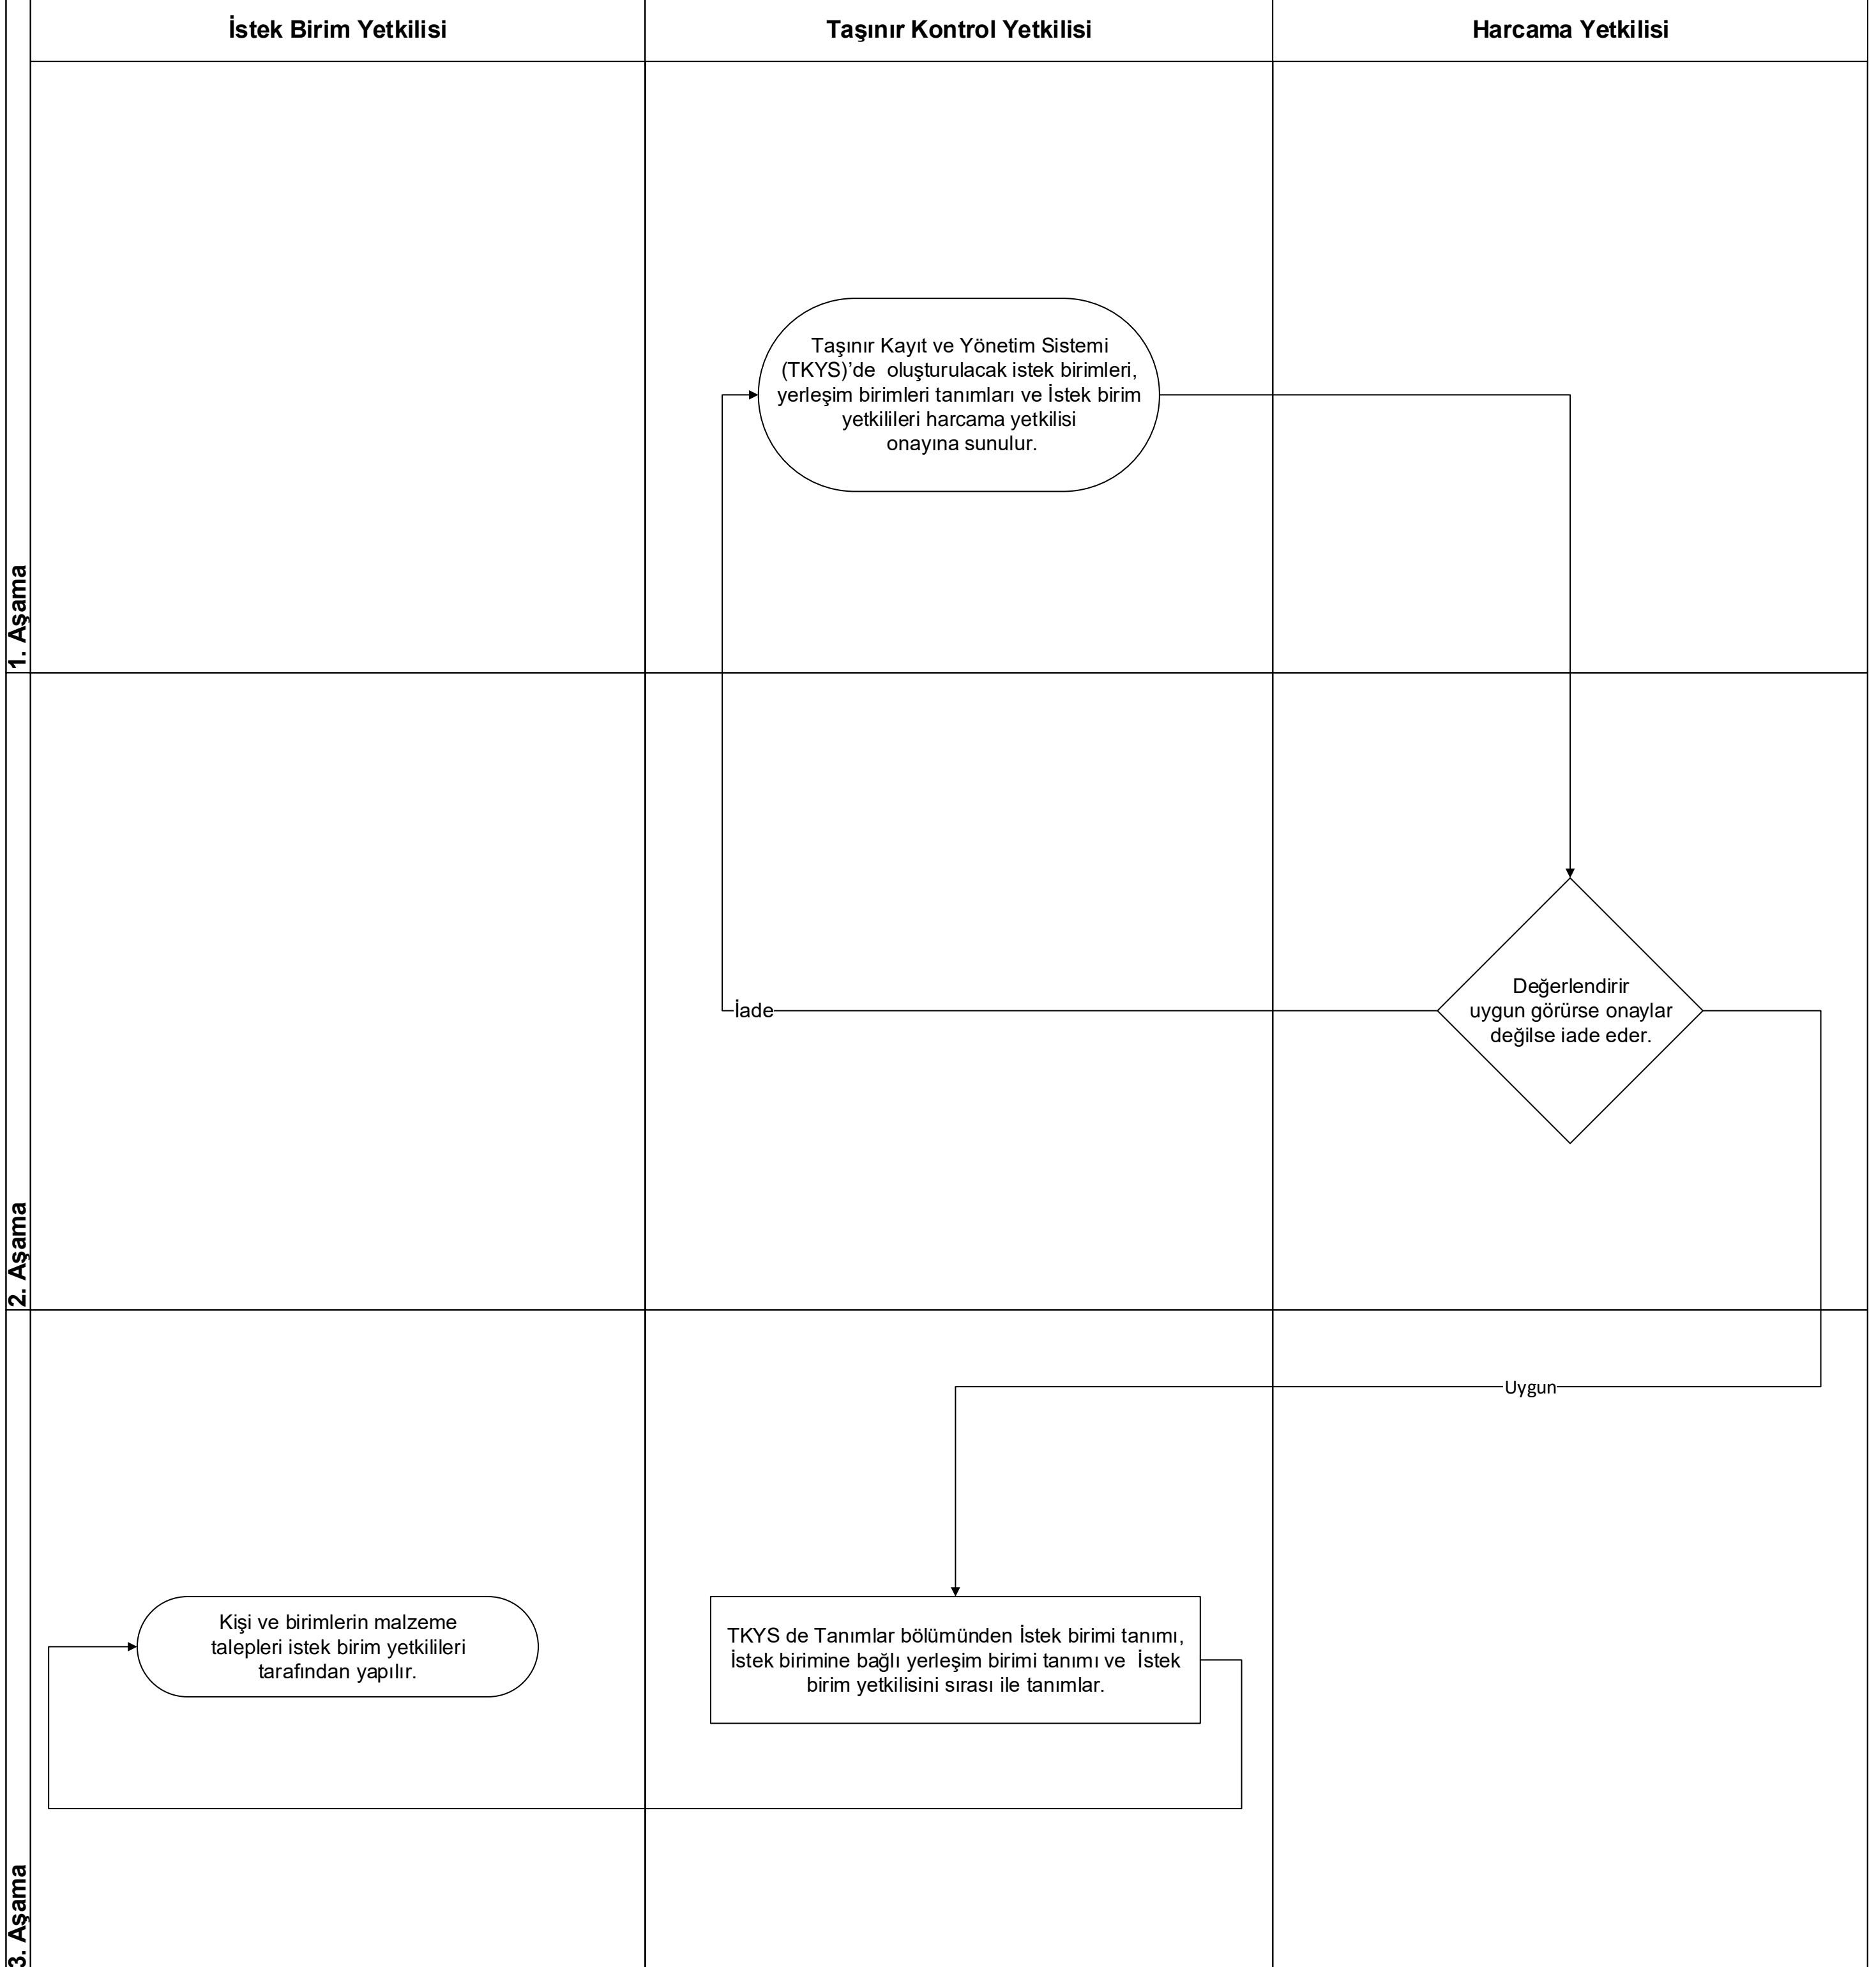 İstek Birim Yetkilisi
Taşınır Kontrol Yetkilisi
Harcama Yetkilisi
1. Aşama
Taşınır Kayıt ve Yönetim Sistemi
(TKYS)’de oluşturulacak istek birimleri,
yerleşim birimleri tanımları ve İstek birim
yetkilileri harcama yetkilisi
onayına sunulur.
2. Aşama
İade
Değerlendirir
uygun görürse onaylar
değilse iade eder.
3. Aşama
Uygun
Kişi ve birimlerin malzeme
talepleri istek birim yetkilileri
tarafından yapılır.
TKYS de Tanımlar bölümünden İstek birimi tanımı,
İstek birimine bağlı yerleşim birimi tanımı ve İstek
birim yetkilisini sırası ile tanımlar.